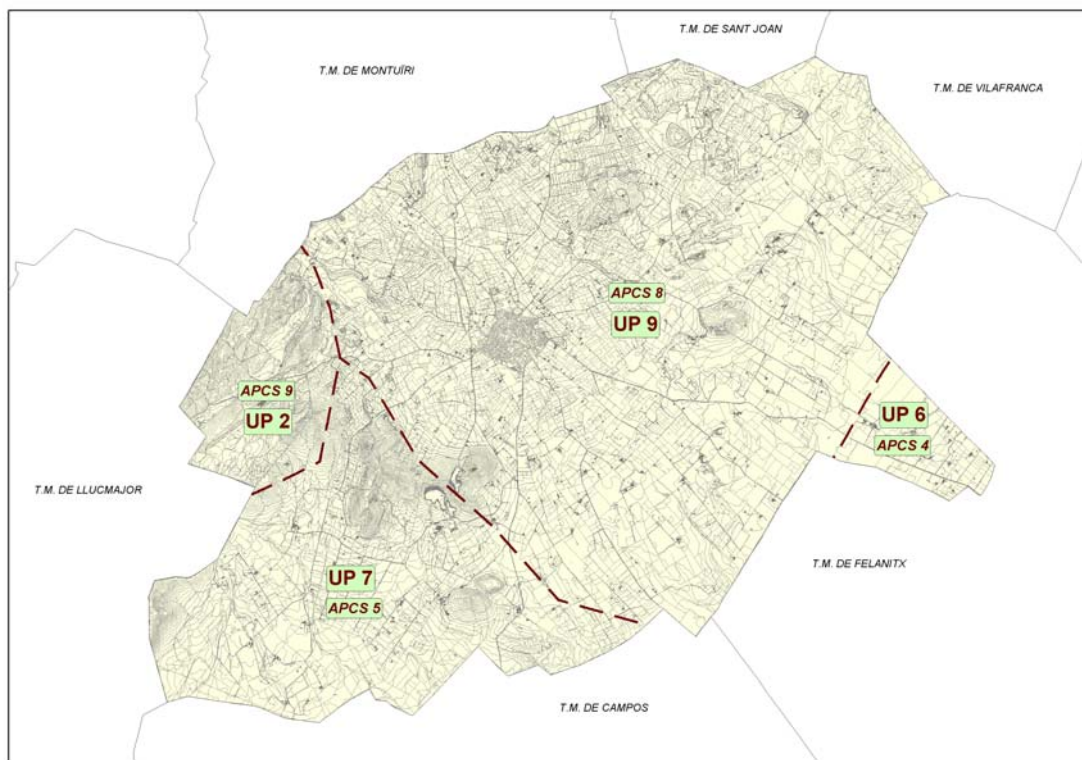 T.M. DE SANT JOAN
T.M. DE MONTUÏRI
T.M. DE VILAFRANCA
APCS 8
UP 9
APCS 9
UP 2
UP 6
APCS 4
T.M. DE LLUCMAJOR
T.M. DE FELANITX
UP 7
APCS 5
T.M. DE CAMPOS